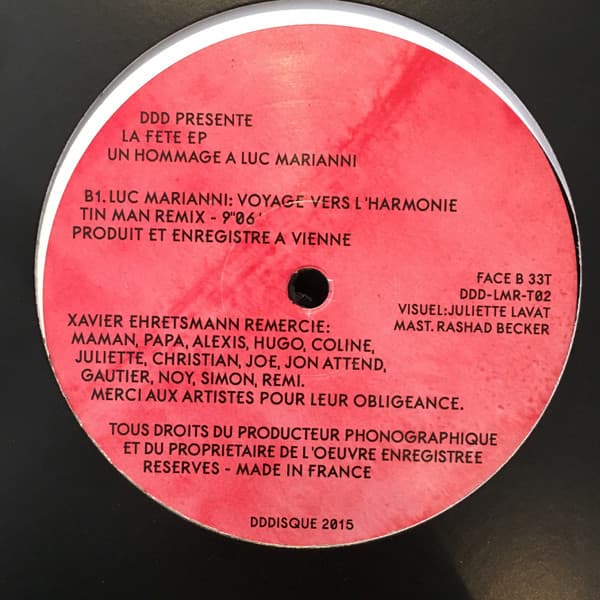 DDD PRESENTE
LA FETE EP
UN HOMMAGE A LUC MARIANNI
B1. LUC MARIANNI: VOYAGE VERS L'HARMONIE
TIN MAN REMIX - 9"06'
PRODUIT ET ENREGISTRE A VIENNE
FACE B 33T
DDD-LMR-T02
VISUEL:JULIETTE LAVAT
MAST. RASHAD BECKER
XAVIER EHRETSMANN REMERCIE:
MAMAN, PAPA, ALEXIS, HUGO, COLINE,
JULIETTE, CHRISTIAN, JOE, JON ATTEND,
GAUTIER, NOY, SIMON, REMI.
MERCI AUX ARTISTES POUR LEUR OBLIGEANCE.
TOUS DROITS DU PRODUCTEUR PHONOGRAPHIQUE
ET DU PROPRIETAIRE DE L'OEUVRE ENREGISTREE
RESERVES - MADE IN FRANCE
DDDISQUE 2015